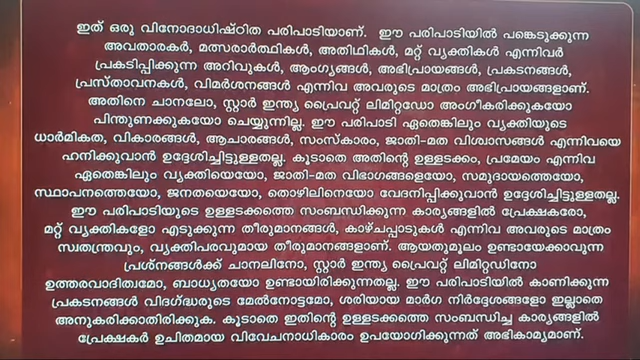 ഇത് ഒരു വിനോദാധിഷ്ഠിത പരിപാടിയാണ്. ഈ പരിപാടിയിൽ പങ്കെടുക്കുന്ന
അവതാരകർ, മത്സരാർത്ഥികൾ, അതിഥികൾ, മറ്റ് വ്യക്തികൾ എന്നിവർ
പ്രകടിപ്പിക്കുന്ന അറിവുകൾ, ആംഗ്യങ്ങൾ, അഭിപ്രായങ്ങൾ, പ്രകടനങ്ങൾ,
പ്രസ്താവനകൾ, വിമർശനങ്ങൾ എന്നിവ അവരുടെ മാത്രം അഭിപ്രായങ്ങളാണ്.
അതിനെ ചാനലോ, സ്റ്റാർ ഇന്ത്യ പ്രൈവറ്റ് ലിമിറ്റഡോ അംഗീകരിക്കുകയോ
പിന്തുണക്കുകയോ ചെയ്യുന്നില്ല. ഈ പരിപാടി ഏതെങ്കിലും വ്യക്തിയുടെ
ധാർമികത, വികാരങ്ങൾ, ആചാരങ്ങൾ, സംസ്കാരം, ജാതി-മത വിശ്വാസങ്ങൾ എന്നിവയെ
ഹനിക്കുവാൻ ഉദ്ദേശിച്ചിട്ടുള്ളതല്ല. കൂടാതെ അതിന്റെ ഉള്ളടക്കം, പ്രമേയം എന്നിവ
ഏതെങ്കിലും വ്യക്തിയെയോ, ജാതി-മത വിഭാഗങ്ങളെയോ, സമുദായത്തെയോ,
സ്ഥാപനത്തെയോ, ജനതയെയോ, തൊഴിലിനെയോ വേദനിപ്പിക്കുവാൻ ഉദ്ദേശിച്ചിട്ടുള്ളതല്ല.
ഈ പരിപാടിയുടെ ഉള്ളടക്കത്തെ സംബന്ധിക്കുന്ന കാര്യങ്ങളിൽ പ്രേക്ഷകരോ,
മറ്റ് വ്യക്തികളോ എടുക്കുന്ന തീരുമാനങ്ങൾ, കാഴ്ചപ്പാടുകൾ എന്നിവ അവരുടെ മാത്രം
സ്വതന്ത്രവും, വ്യക്തിപരവുമായ തീരുമാനങ്ങളാണ്. ആയതുമൂലം ഉണ്ടായേക്കാവുന്ന
പ്രശ്നങ്ങൾക്ക് ചാനലിനോ, സ്റ്റാർ ഇന്ത്യ പ്രൈവറ്റ് ലിമിറ്റഡിനോ
ഉത്തരവാദിത്വമോ, ബാധ്യതയോ ഉണ്ടായിരിക്കുന്നതല്ല. ഈ പരിപാടിയിൽ കാണിക്കുന്ന
പ്രകടനങ്ങൾ വിദഗ്ദ്ധരുടെ മേൽനോട്ടമോ, ശരിയായ മാർഗ നിർദ്ദേശങ്ങളോ ഇല്ലാതെ
അനുകരിക്കാതിരിക്കുക. കൂടാതെ ഇതിന്റെ ഉള്ളടക്കത്തെ സംബന്ധിച്ച കാര്യങ്ങളിൽ
പ്രേക്ഷകർ ഉചിതമായ വിവേചനാധികാരം ഉപയോഗിക്കുന്നത് അഭികാമ്യമാണ്.